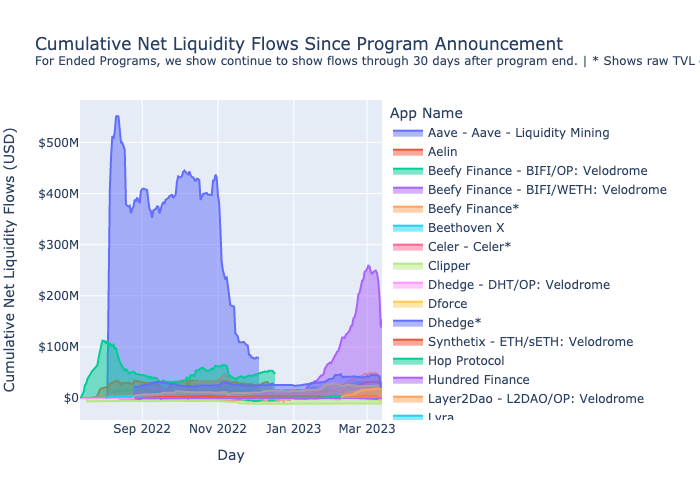 Cumulative Net Liquidity Flows Since Program Announcement
For Ended Programs, we show continue to show flows through 30 days after program end. | * Shows raw TVL
Cumulative Net Liquidity Flows (USD)
$500M
$400M
$300M
$200M
$100M
$0
Sep 2022
Nov 2022
Jan 2023
Mar 2023
Day
App Name
Aave - Aave - Liquidity Mining
Aelin
Beefy Finance - BIFI/OP: Velodrome
Beefy Finance - BIFI/WETH: Velodrome
Beefy Finance*
Beethoven X
Celer - Celer*
Clipper
Dhedge - DHT/OP: Velodrome
Dforce
Dhedge*
Synthetix - ETH/sETH: Velodrome
Hop Protocol
Hundred Finance
Layer2Dao - L2DAO/OP: Velodrome
Lyra